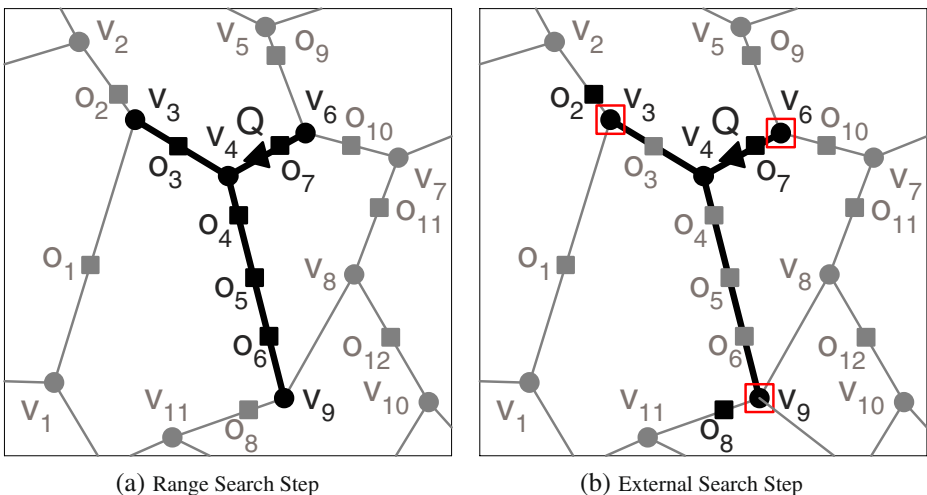 v2
v5
o9
o2
v3
v6
Q
o10
v4
o3
o7
v7
o4
o11
o1
v8
o5
o6
o12
v1
v11
v9
v10
o8
(a) Range Search Step
v2
v5
o9
o2
v3
v6
Q
o10
v4
o3
o7
v7
o4
o11
o1
v8
o5
o6
o12
v1
v11
v9
v10
o8
(b) External Search Step